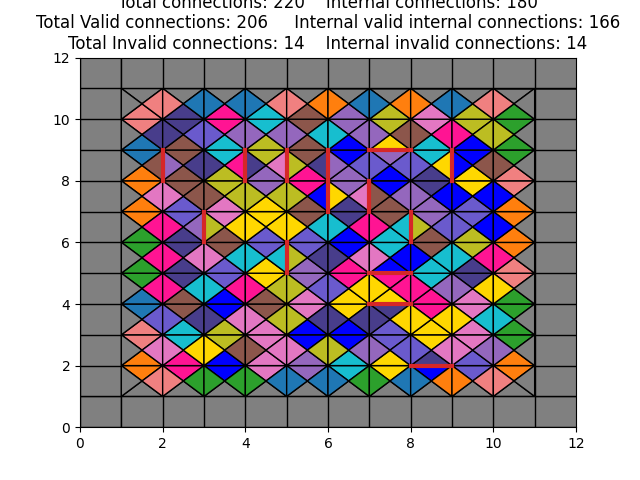 Total connections: 220    Internal connections: 180
Total Valid connections: 206    Internal valid internal connections: 166
Total Invalid connections: 14    Internal invalid connections: 14
12
10
8
6
4
2
0
0 2 4 6 8 10 12